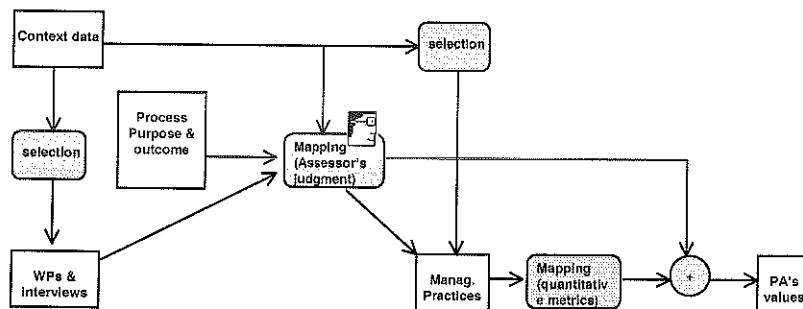 Context data
selection
Process
Purpose &
outcome
Mapping
(Assessor's
judgment)
selection
WPs &
interviews
Manag.
Practices
Mapping
(quantitativ
e metrics)
+
PA's
values